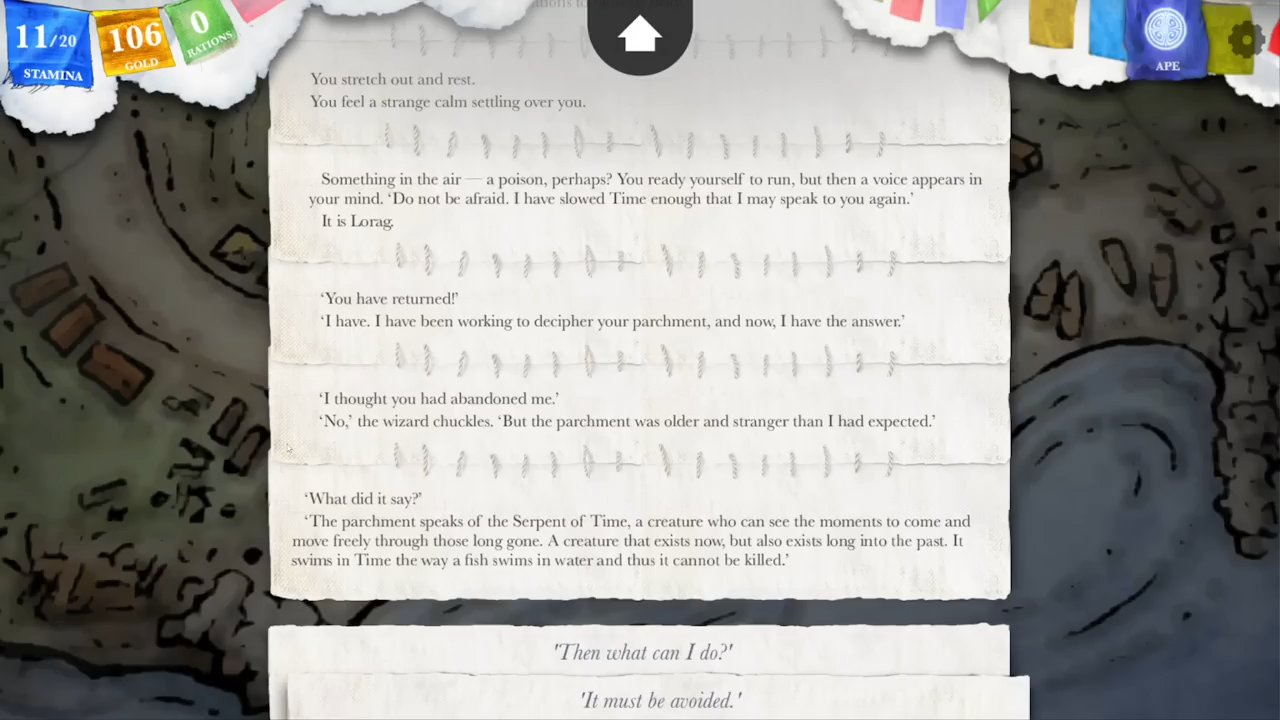 11/20
STAMINA
106
GOLD
0
RATIONS
APE
You stretch out and rest.
You feel a strange calm settling over you.
Something in the air — a poison, perhaps? You ready yourself to run, but then a voice appears in
your mind. ‘Do not be afraid. I have slowed Time enough that I may speak to you again.’
It is Lorag.
‘You have returned!’
‘I have. I have been working to decipher your parchment, and now, I have the answer.’
‘I thought you had abandoned me.’
‘No,’ the wizard chuckles. ‘But the parchment was older and stranger than I had expected.’
‘What did it say?’
‘The parchment speaks of the Serpent of Time, a creature who can see the moments to come and
move freely through those long gone. A creature that exists now, but also exists long into the past. It
swims in Time the way a fish swims in water and thus it cannot be killed.’
'Then what can I do?'
'It must be avoided.'